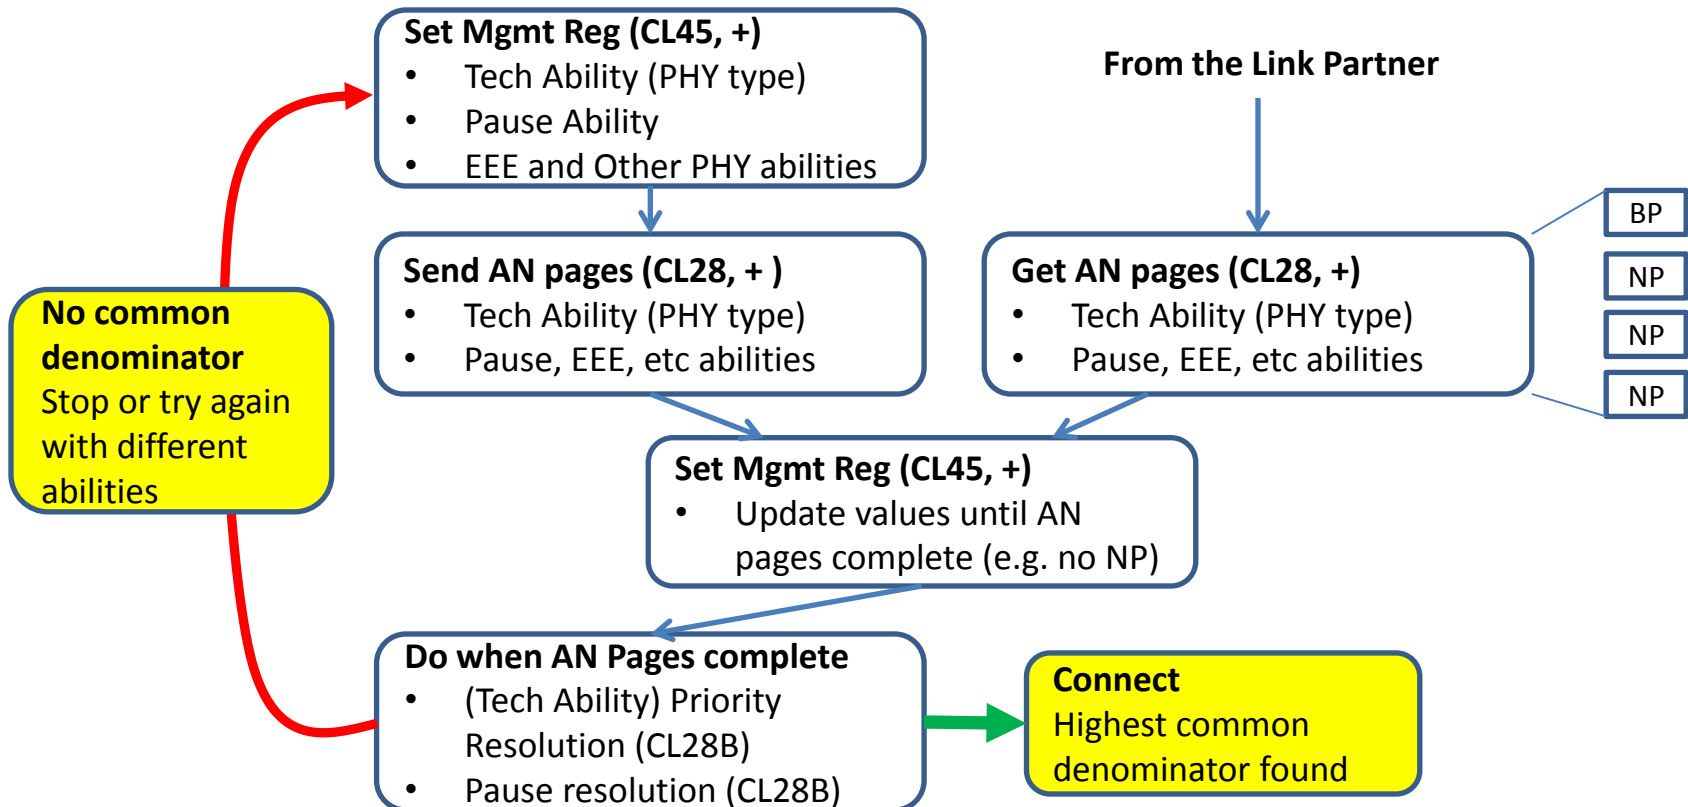 Set Mgmt Reg (CL45, +)
• Tech Ability (PHY type)
• Pause Ability
• EEE and Other PHY abilities
From the Link Partner
Send AN pages (CL28, + )
• Tech Ability (PHY type)
• Pause, EEE, etc abilities
Get AN pages (CL28, +)
• Tech Ability (PHY type)
• Pause, EEE, etc abilities
BP
NP
NP
NP
No common
denominator
Stop or try again
with different
abilities
Set Mgmt Reg (CL45, +)
• Update values until AN
pages complete (e.g. no NP)
Do when AN Pages complete
• (Tech Ability) Priority
Resolution (CL28B)
• Pause resolution (CL28B)
Connect
Highest common
denominator found